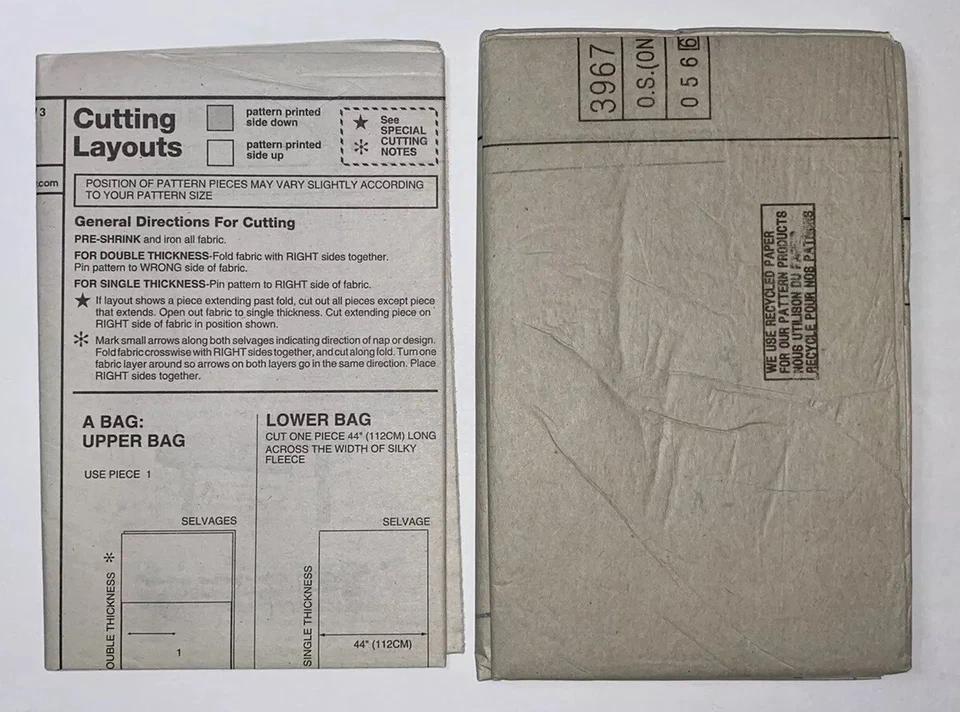 3
.com
Cutting
Layouts
pattern printed
side down
pattern printed
side up
★ See
SPECIAL
CUTTING
NOTES
POSITION OF PATTERN PIECES MAY VARY SLIGHTLY ACCORDING
TO YOUR PATTERN SIZE
General Directions For Cutting
PRE-SHRINK and iron all fabric.
FOR DOUBLE THICKNESS-Fold fabric with RIGHT sides together.
Pin pattern to WRONG side of fabric.
FOR SINGLE THICKNESS-Pin pattern to RIGHT side of fabric.
★ If layout shows a piece extending past fold, cut out all pieces except piece
that extends. Open out fabric to single thickness. Cut extending piece on
RIGHT side of fabric in position shown.
✻ Mark small arrows along both selvages indicating direction of nap or design.
Fold fabric crosswise with RIGHT sides together, and cut along fold. Turn one
fabric layer around so arrows on both layers go in the same direction. Place
RIGHT sides together.
A BAG:
UPPER BAG
USE PIECE 1
SELVAGES
OUBLE THICKNESS ✻
1
LOWER BAG
CUT ONE PIECE 44" (112CM) LONG
ACROSS THE WIDTH OF SILKY
FLEECE
SELVAGE
SINGLE THICKNESS
44" (112CM)
3967
O.S.(ON
0566
WE USE RECYCLED PAPER
FOR OUR PATTERN PRODUCTS
NOUS UTILISON DU
RECYCLE POUR NOS PATRONS